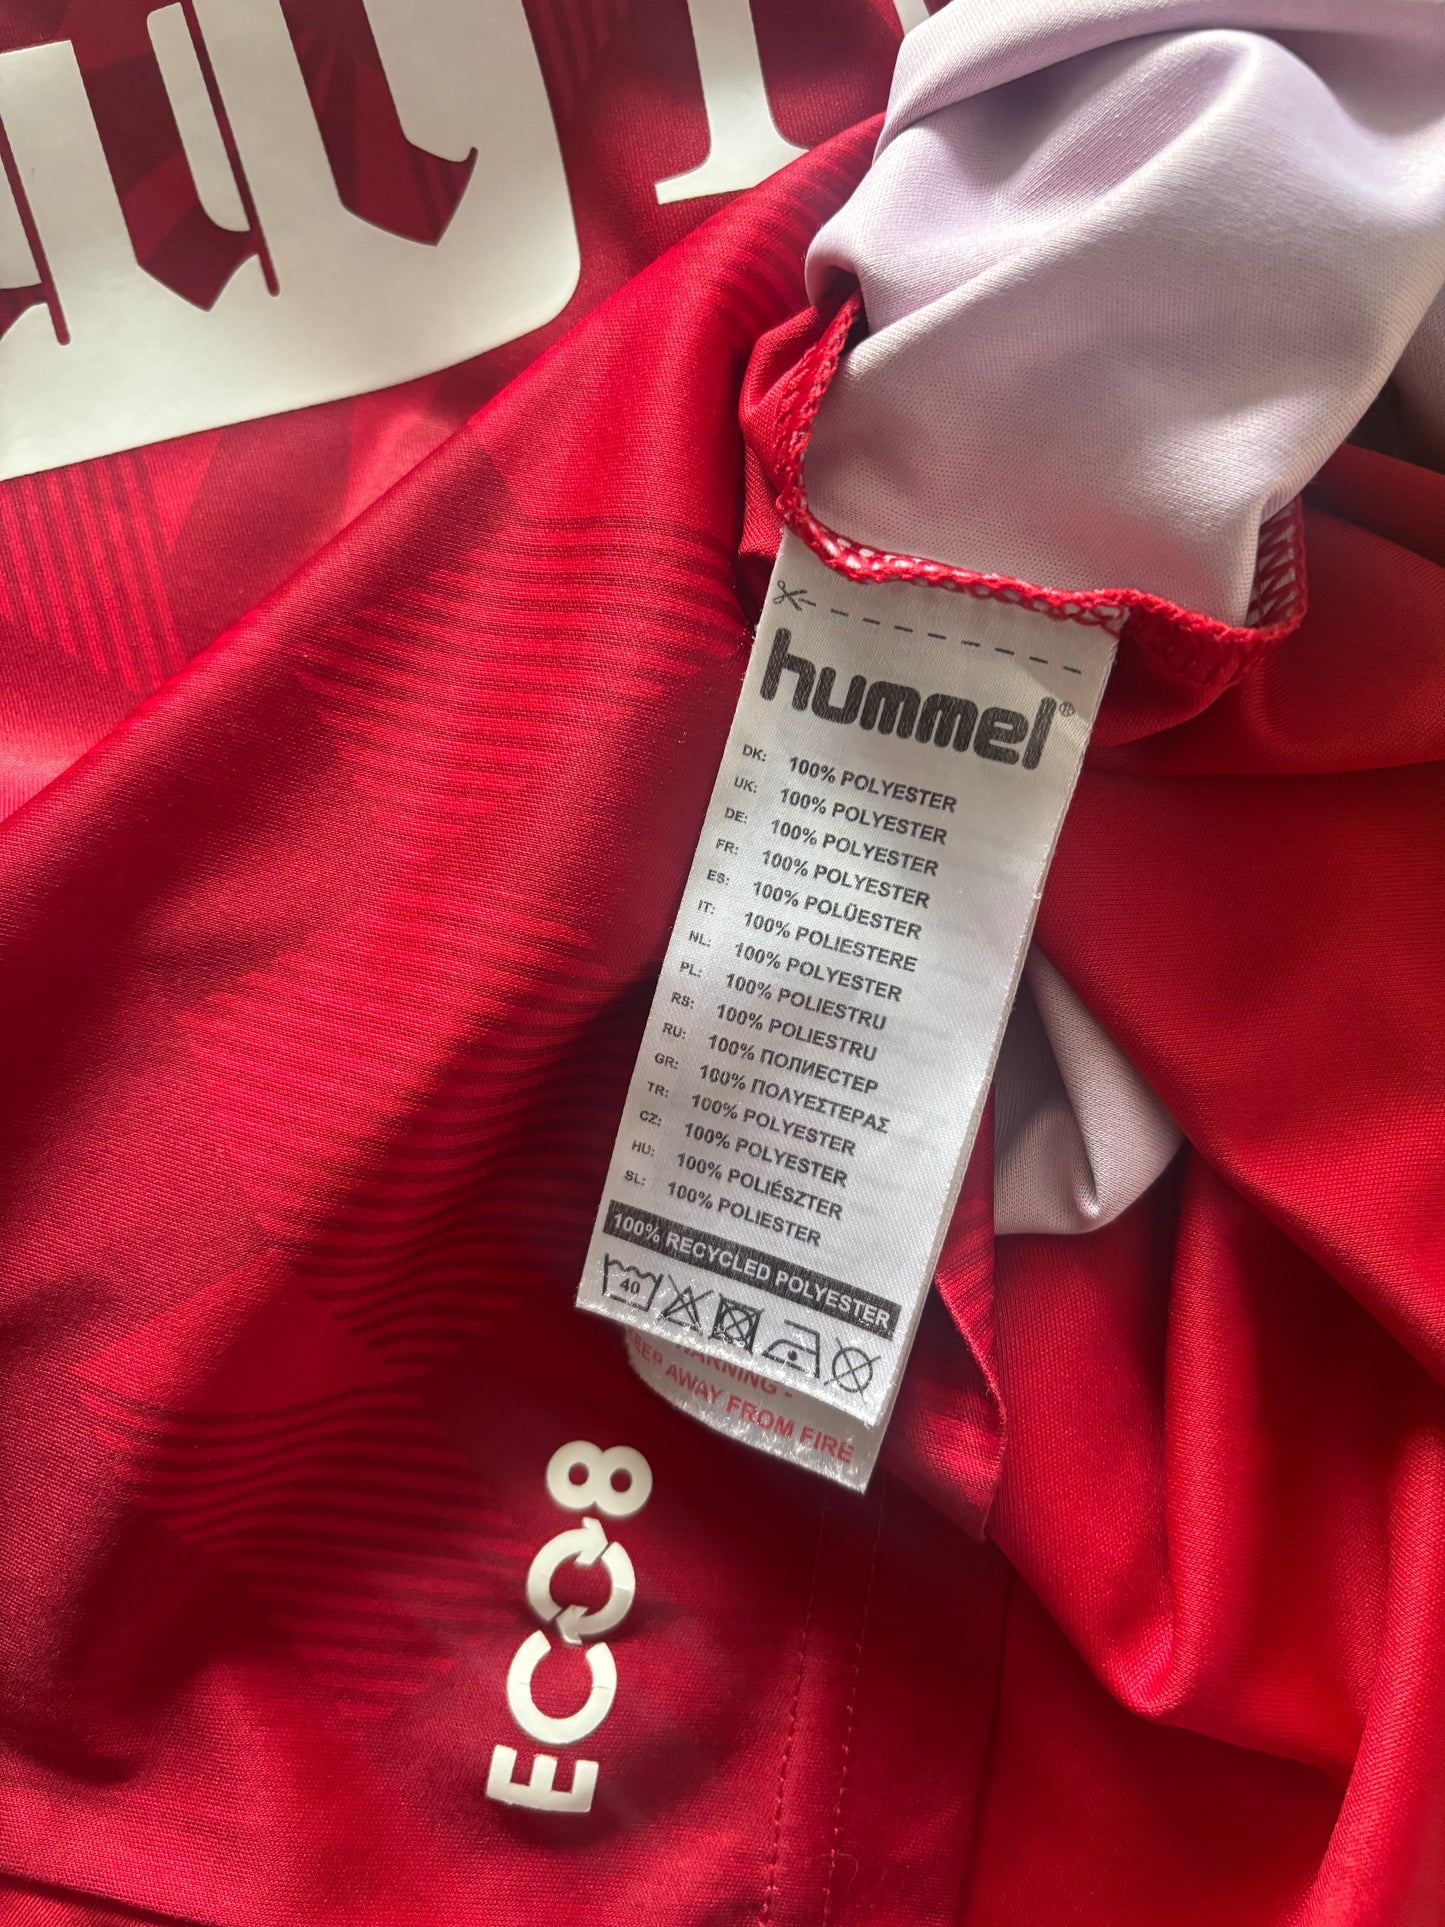 hummel®
DK: 100% POLYESTER
UK: 100% POLYESTER
DE: 100% POLYESTER
FR: 100% POLYESTER
ES: 100% POLÜESTER
IT: 100% POLIESTERE
NL: 100% POLYESTER
PL: 100% POLIESTRU
RS: 100% POLIESTRU
RU: 100% ПОЛИЕСТЕР
GR: 100% ΠΟΛΥΕΣΤΕΡΑΣ
TR: 100% POLYESTER
CZ: 100% POLYESTER
HU: 100% POLIÉSZTER
SL: 100% POLIESTER
100% RECYCLED POLYESTER
40
WARNING -
KEEP AWAY FROM FIRE
ECO8